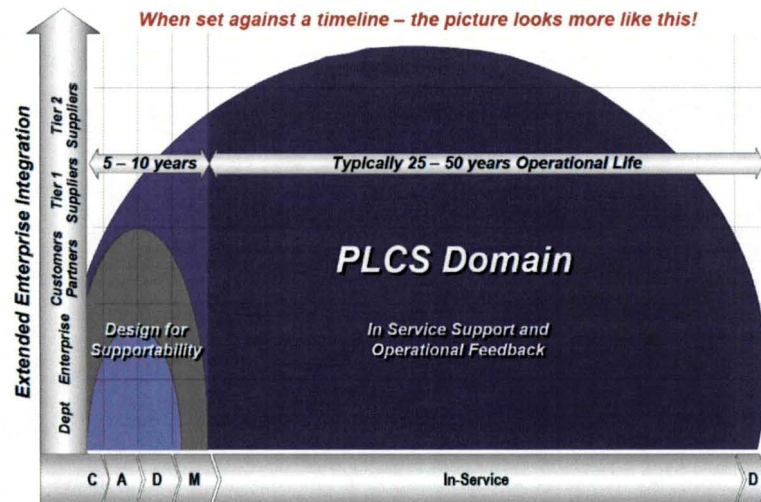 When set against a timeline – the picture looks more like this!
Extended Enterprise Integration
Tier 2
Suppliers
Tier 1
Suppliers
Customers
Partners
Enterprise
Dept
5 – 10 years
Typically 25 – 50 years Operational Life
PLCS Domain
Design for
Supportability
In Service Support and
Operational Feedback
C A D M In-Service D